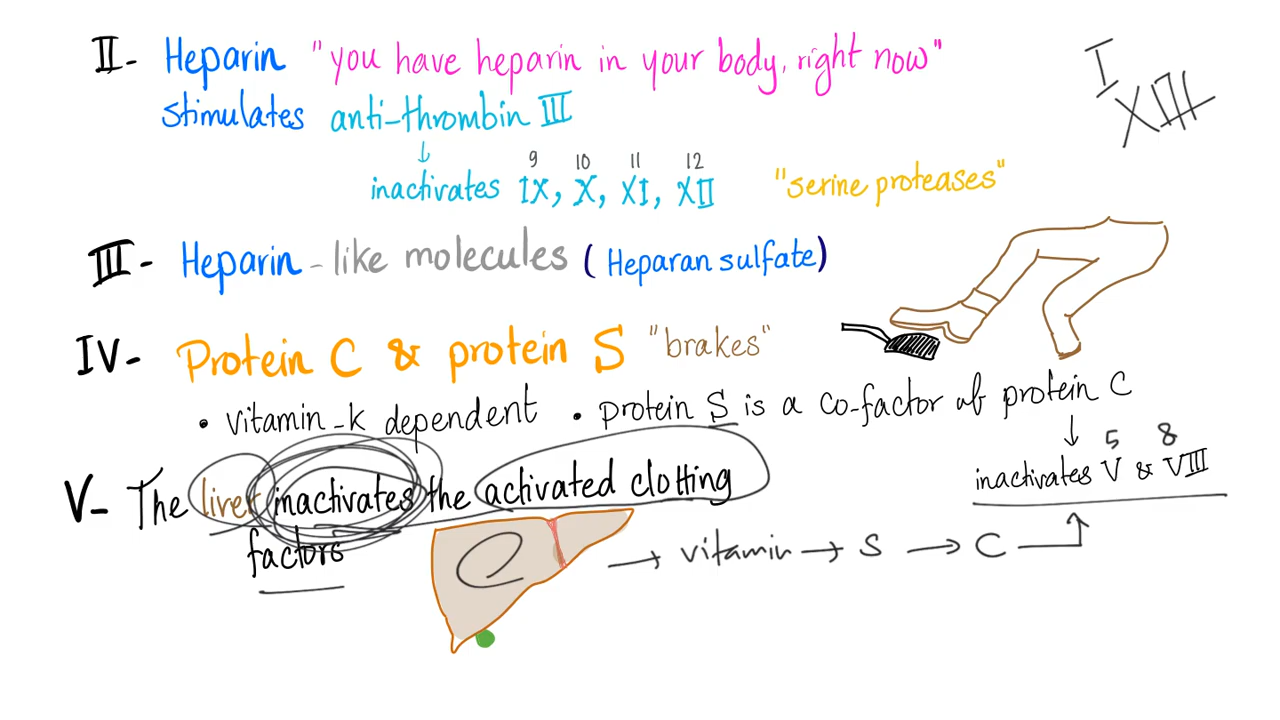 II- Heparin "you have heparin in your body, right now"
I
XIII
stimulates anti-thrombin III
↓
9 10 11 12
inactivates IX, X, XI, XII "serine proteases"
III- Heparin-like molecules (Heparan sulfate)
IV- Protein C & protein S "brakes"
• vitamin-k dependent • protein S is a co-factor of protein C
↓
5 8
inactivates V & VIII
V- The liver inactivates the activated clotting
factors
→ vitamin → S → C